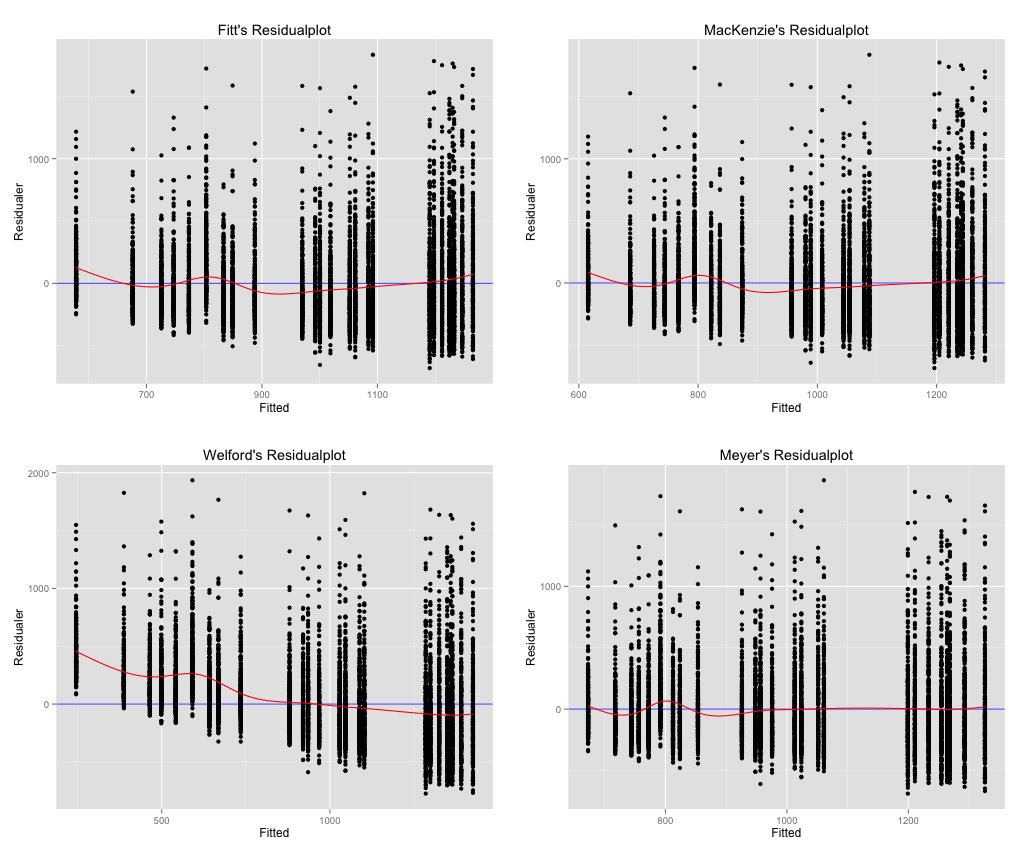 Fitt's Residualplot
Residualer
1000
0
700 900 1100
Fitted
MacKenzie's Residualplot
Residualer
1000
0
600 800 1000 1200
Fitted
Welford's Residualplot
Residualer
2000
1000
0
500 1000
Fitted
Meyer's Residualplot
Residualer
1000
0
800 1000 1200
Fitted